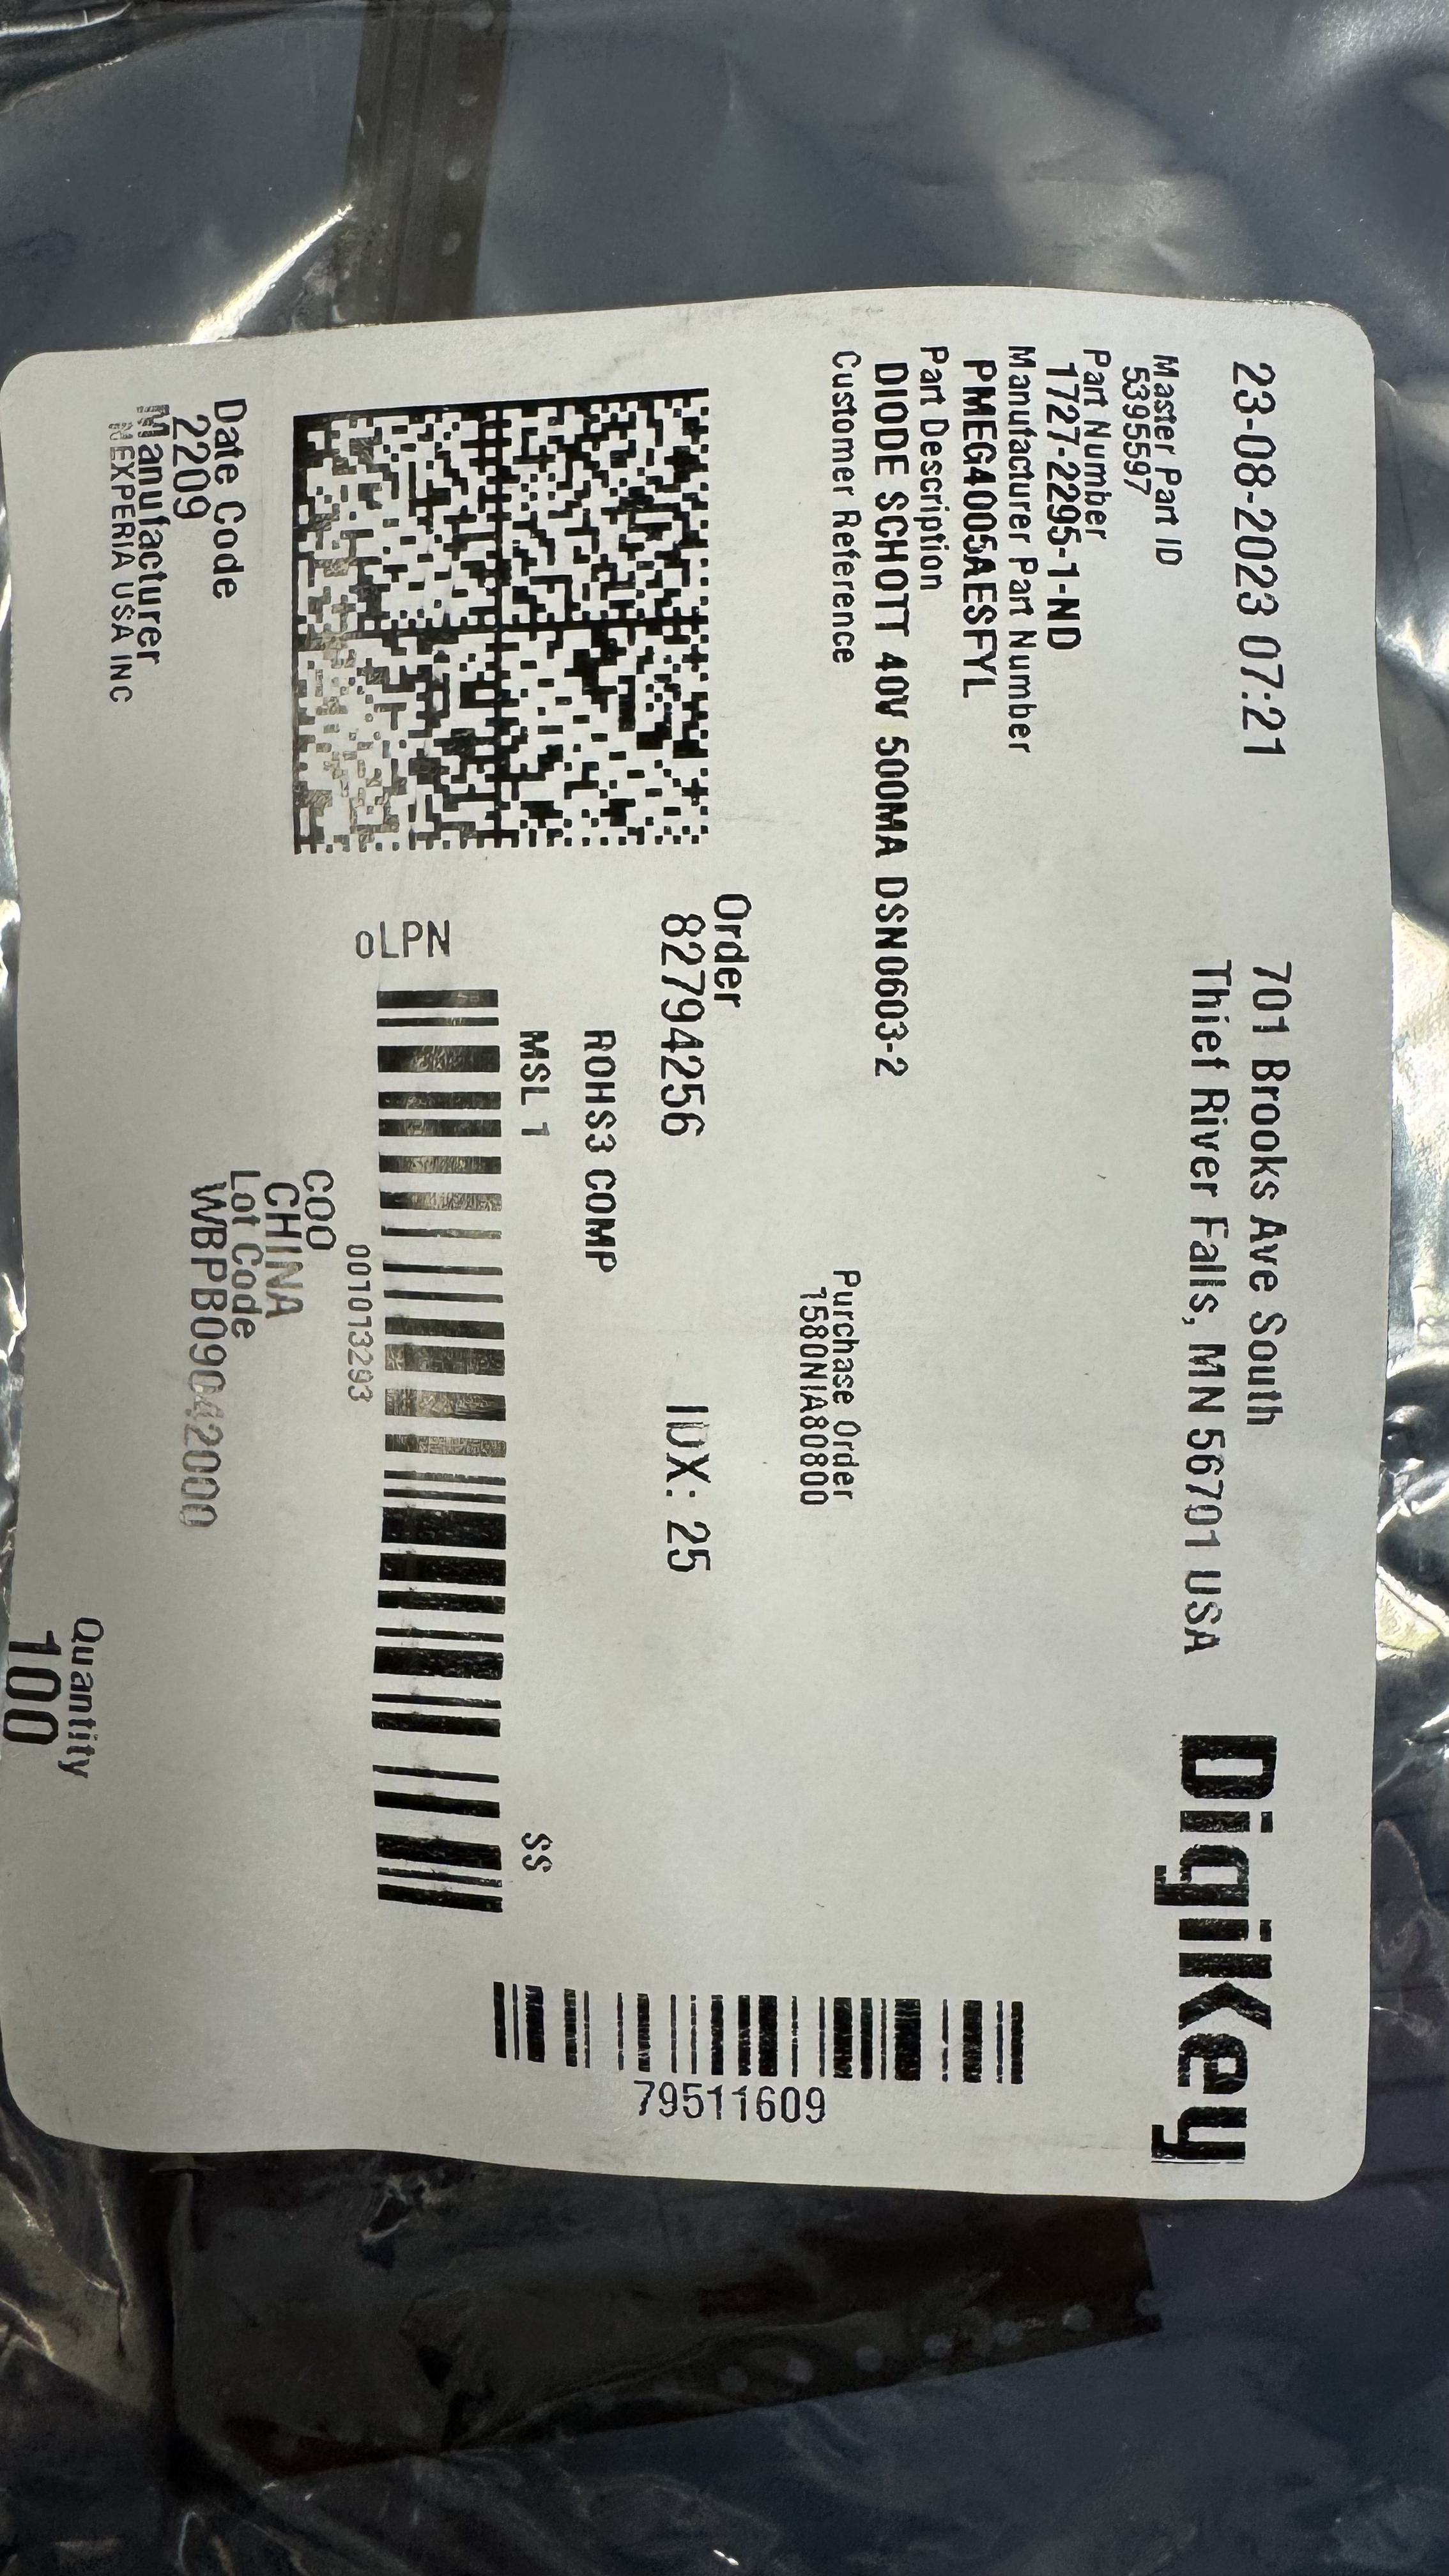 23-08-2023 07:21
701 Brooks Ave South
Thief River Falls, MN 56701 USA
DigiKey
Master Part ID
5395597
Part Number
1727-2295-1-ND
Manufacturer Part Number
PMEG4005AESFYL
Part Description
DIODE SCHOTT 40V 500MA DSN0603-2
Customer Reference
Purchase Order
1580NIA80800
Order
82794256
IDX: 25
ROHS3 COMP
MSL 1
SS
oLPN
001013293
79511609
COO
CHINA
Lot Code
WBPB09042000
Date Code
2209
Manufacturer
NEXPERIA USA INC
Quantity
100